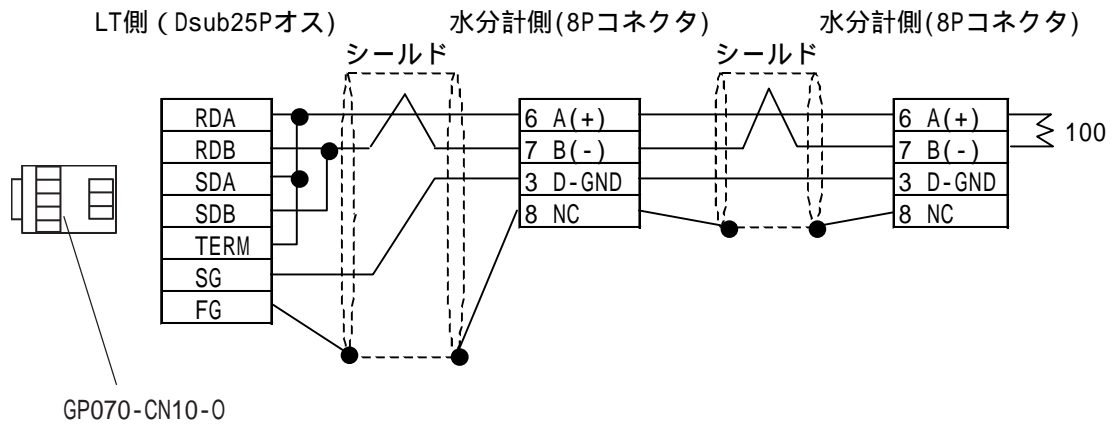 LT側 ( Dsub25Pオス)
水分計側(8Pコネクタ)
水分計側(8Pコネクタ)
シールド
シールド
RDA
RDB
SDA
SDB
TERM
SG
FG
6 A(+)
7 B(-)
3 D-GND
8 NC
6 A(+)
7 B(-)
3 D-GND
8 NC
100
GP070-CN10-O